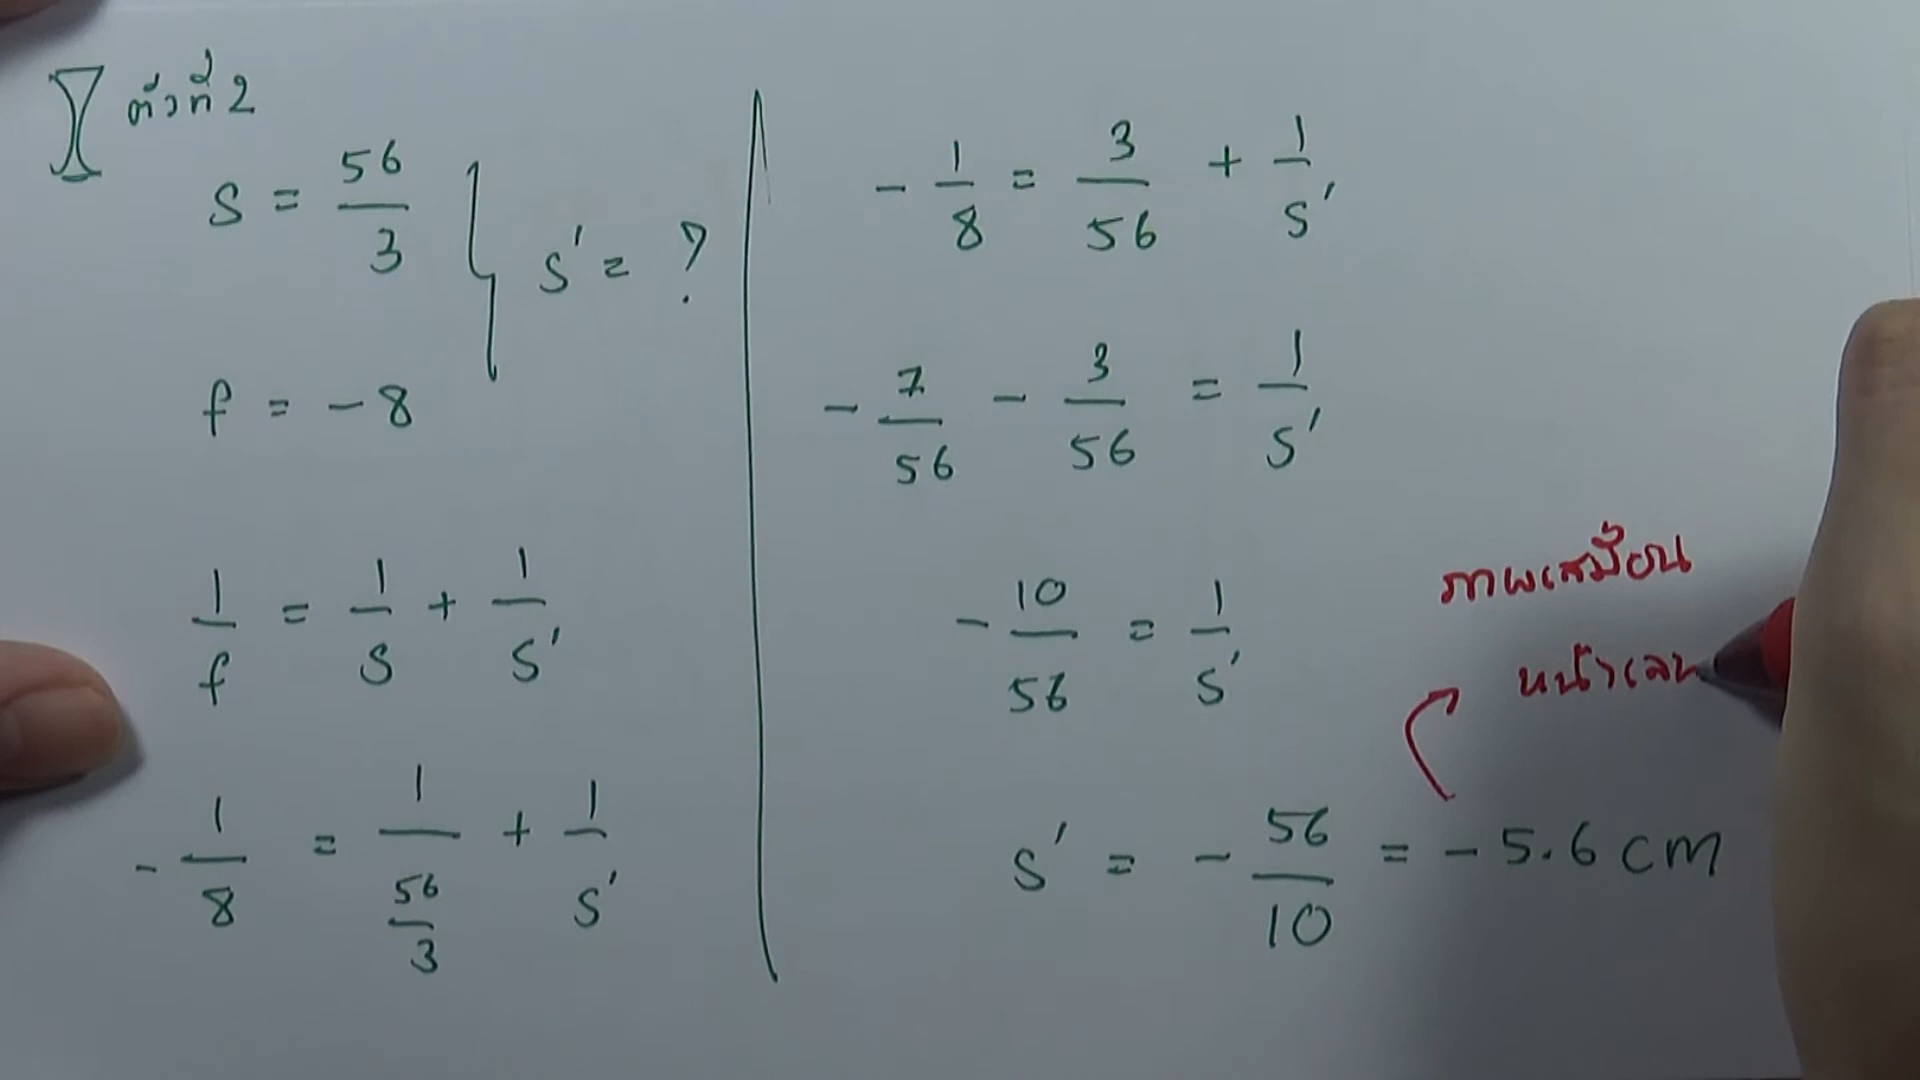 ตัวที่ 2
S = 56/3
S' = ?
f = -8
1/f = 1/S + 1/S'
-1/8 = 1/(56/3) + 1/S'
-1/8 = 3/56 + 1/S'
-7/56 - 3/56 = 1/S'
-10/56 = 1/S'
S' = -56/10 = -5.6 cm
ภาพเสมือน
หน้าเลน